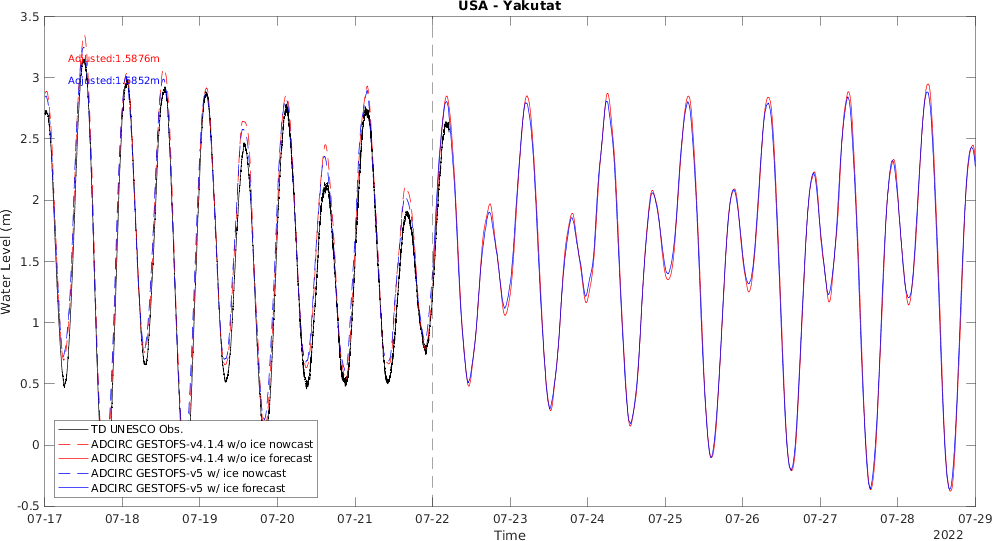 USA - Yakutat
3.5
3
2.5
2
1.5
1
0.5
0
-0.5
Water Level (m)
Adjusted:1.5876m
Adjusted:1.5852m
TD UNESCO Obs.
ADCIRC GESTOFS-v4.1.4 w/o ice nowcast
ADCIRC GESTOFS-v4.1.4 w/o ice forecast
ADCIRC GESTOFS-v5 w/ ice nowcast
ADCIRC GESTOFS-v5 w/ ice forecast
07-17 07-18 07-19 07-20 07-21 07-22 07-23 07-24 07-25 07-26 07-27 07-28 07-29
Time
2022